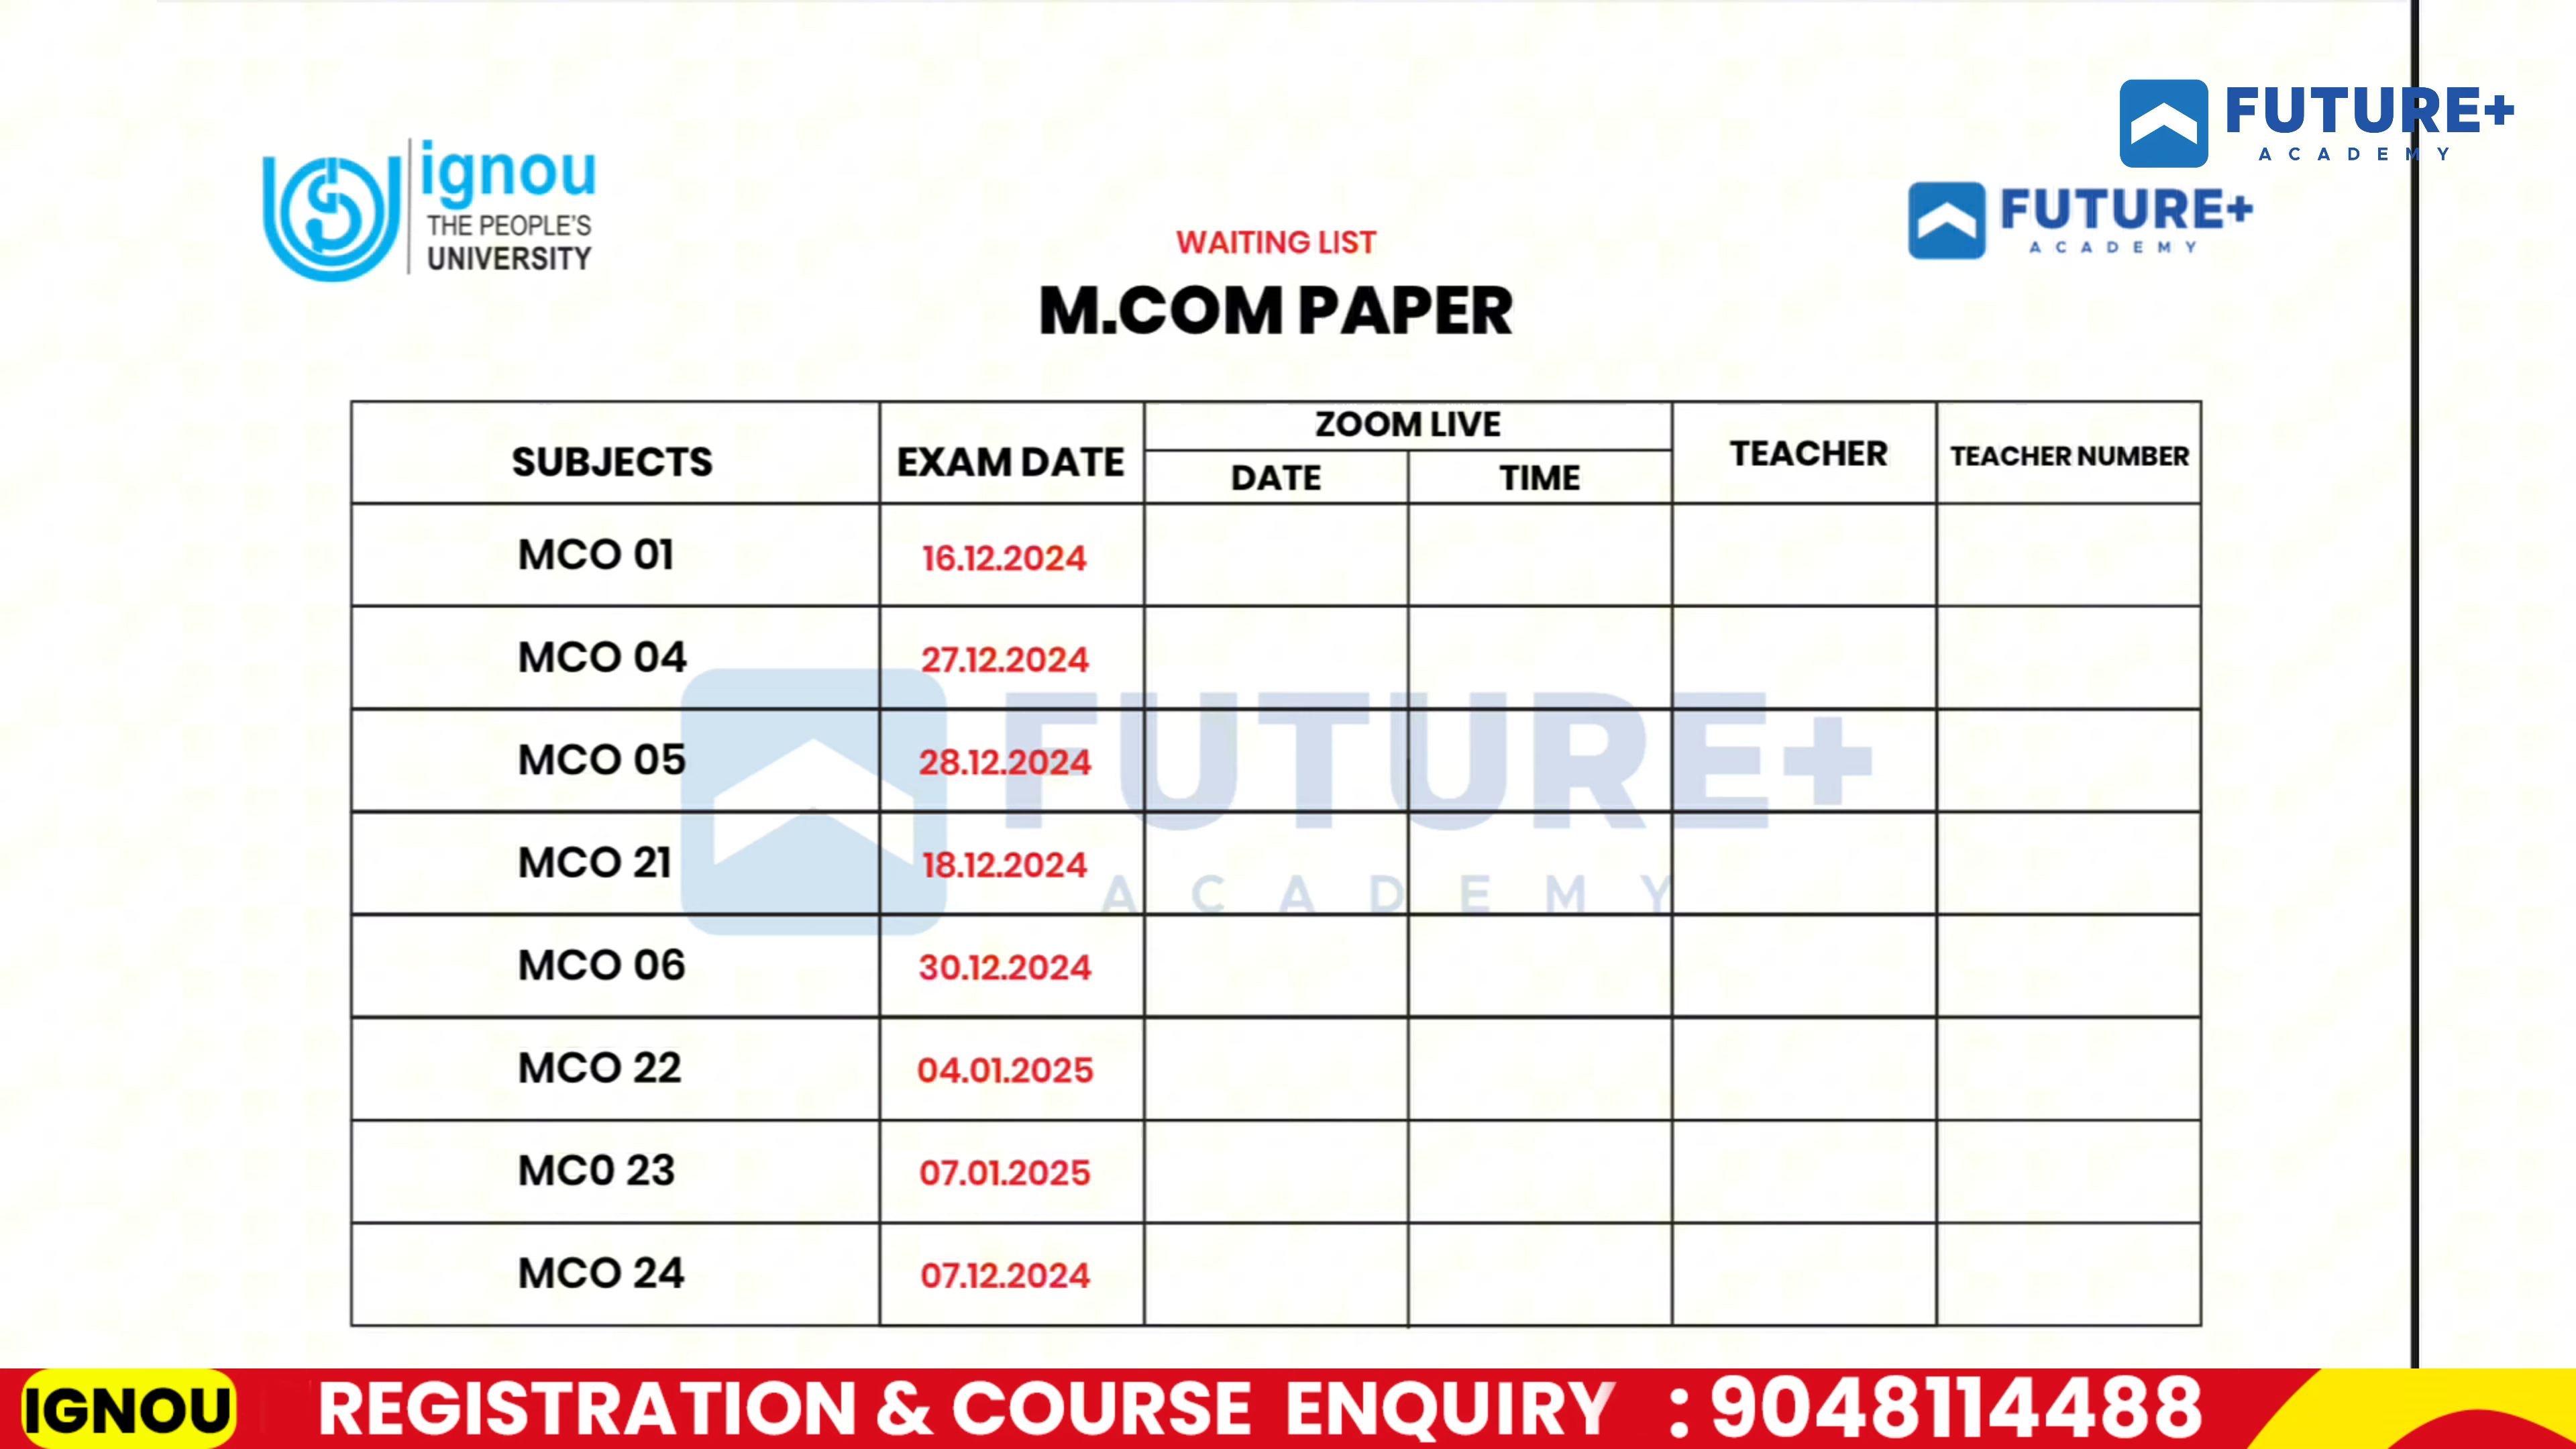 FUTURE+
ACADEMY
ignou
THE PEOPLE'S
UNIVERSITY
FUTURE+
ACADEMY
WAITING LIST
M.COM PAPER
SUBJECTS EXAM DATE ZOOM LIVE TEACHER TEACHER NUMBER
DATE TIME
MCO 01 16.12.2024
MCO 04 27.12.2024
MCO 05 28.12.2024
MCO 21 18.12.2024
MCO 06 30.12.2024
MCO 22 04.01.2025
MC0 23 07.01.2025
MCO 24 07.12.2024
FUTURE+
ACADEMY
IGNOU REGISTRATION & COURSE ENQUIRY : 9048114488